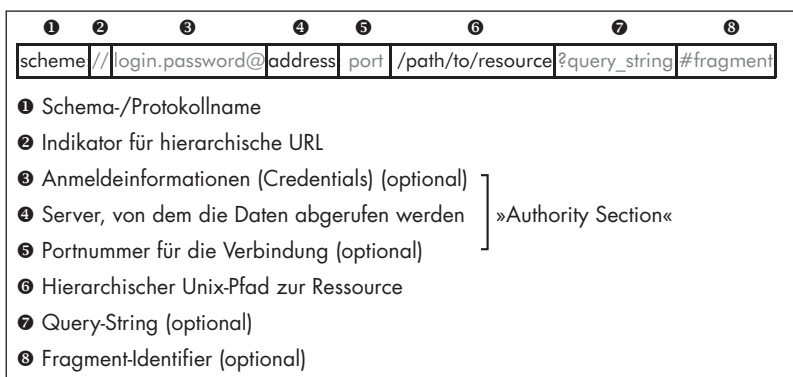 ❶ ❷ ❸ ❹ ❺ ❻ ❼ ❽
scheme // login.password@ address port /path/to/resource ?query_string #fragment
❶ Schema-/Protokollname
❷ Indikator für hierarchische URL
❸ Anmeldeinformationen (Credentials) (optional)
❹ Server, von dem die Daten abgerufen werden »Authority Section«
❺ Portnummer für die Verbindung (optional)
❻ Hierarchischer Unix-Pfad zur Ressource
❼ Query-String (optional)
❽ Fragment-Identifier (optional)